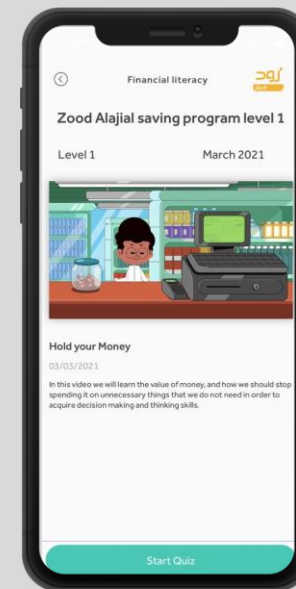 Financial literacy
زود
الأجيال
Zood Alajial saving program level 1
Level 1
March 2021
Hold your Money
03/03/2021
In this video we will learn the value of money, and how we should stop
spending it on unnecessary things that we do not need in order to
acquire decision making and thinking skills.
Start Quiz